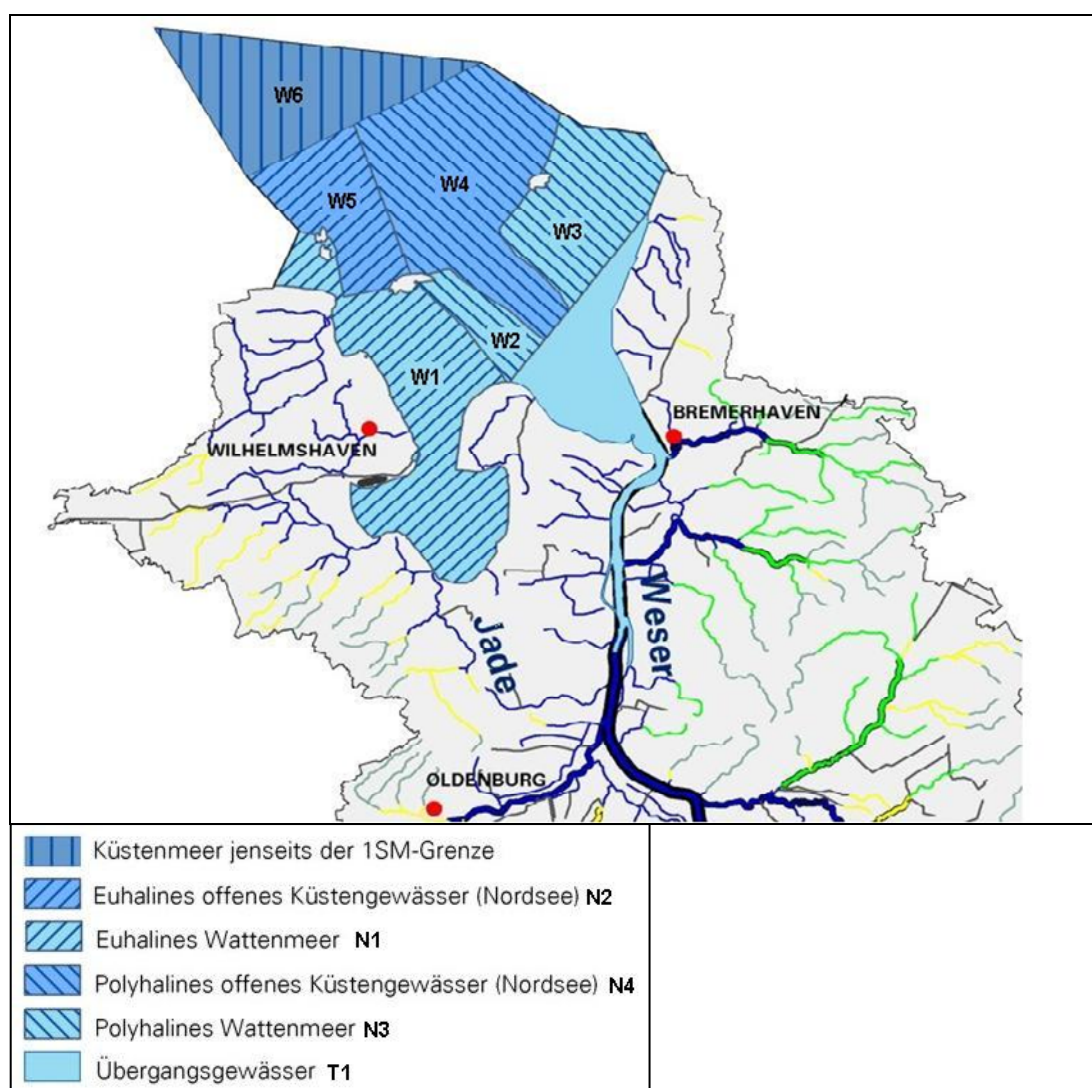 W6
W5
W4
W3
W2
W1
BREMERHAVEN
WILHELMSHAVEN
Jade
Weser
OLDENBURG
Küstenmeer jenseits der 1SM-Grenze
Euhalines offenes Küstengewässer (Nordsee) N2
Euhalines Wattenmeer N1
Polyhalines offenes Küstengewässer (Nordsee) N4
Polyhalines Wattenmeer N3
Übergangsgewässer T1